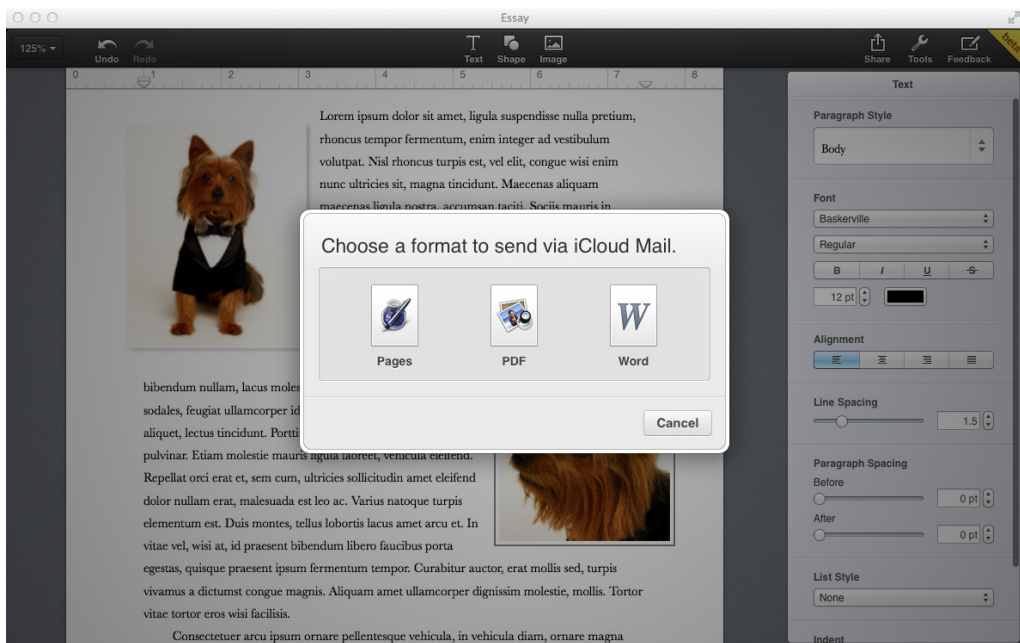 Essay
125%
Undo
Redo
Text
Shape
Image
Share
Tools
Feedback
beta
0 1 2 3 4 5 6 7 8
Lorem ipsum dolor sit amet, ligula suspendisse nulla pretium,
rhoncus tempor fermentum, enim integer ad vestibulum
volutpat. Nisl rhoncus turpis est, vel elit, congue wisi enim
nunc ultricies sit, magna tincidunt. Maecenas aliquam
maecenas ligula nostra, accumsan taciti. Sociis mauris in
Choose a format to send via iCloud Mail.
Pages
PDF
W
Word
Cancel
bibendum nullam, lacus moles
sodales, feugiat ullamcorper id
aliquet, lectus tincidunt. Portti
pulvinar. Etiam molestie mauris ligula laoreet, vehicula eleifend.
Repellat orci erat et, sem cum, ultricies sollicitudin amet eleifend
dolor nullam erat, malesuada est leo ac. Varius natoque turpis
elementum est. Duis montes, tellus lobortis lacus amet arcu et. In
vitae vel, wisi at, id praesent bibendum libero faucibus porta
egestas, quisque praesent ipsum fermentum tempor. Curabitur auctor, erat mollis sed, turpis
vivamus a dictumst congue magnis. Aliquam amet ullamcorper dignissim molestie, mollis. Tortor
vitae tortor eros wisi facilisis.
Consectetuer arcu ipsum ornare pellentesque vehicula, in vehicula diam, ornare magna
Text
Paragraph Style
Body
Font
Baskerville
Regular
B I U S
12 pt
Alignment
Line Spacing
1.5
Paragraph Spacing
Before
0 pt
After
0 pt
List Style
None
Indent